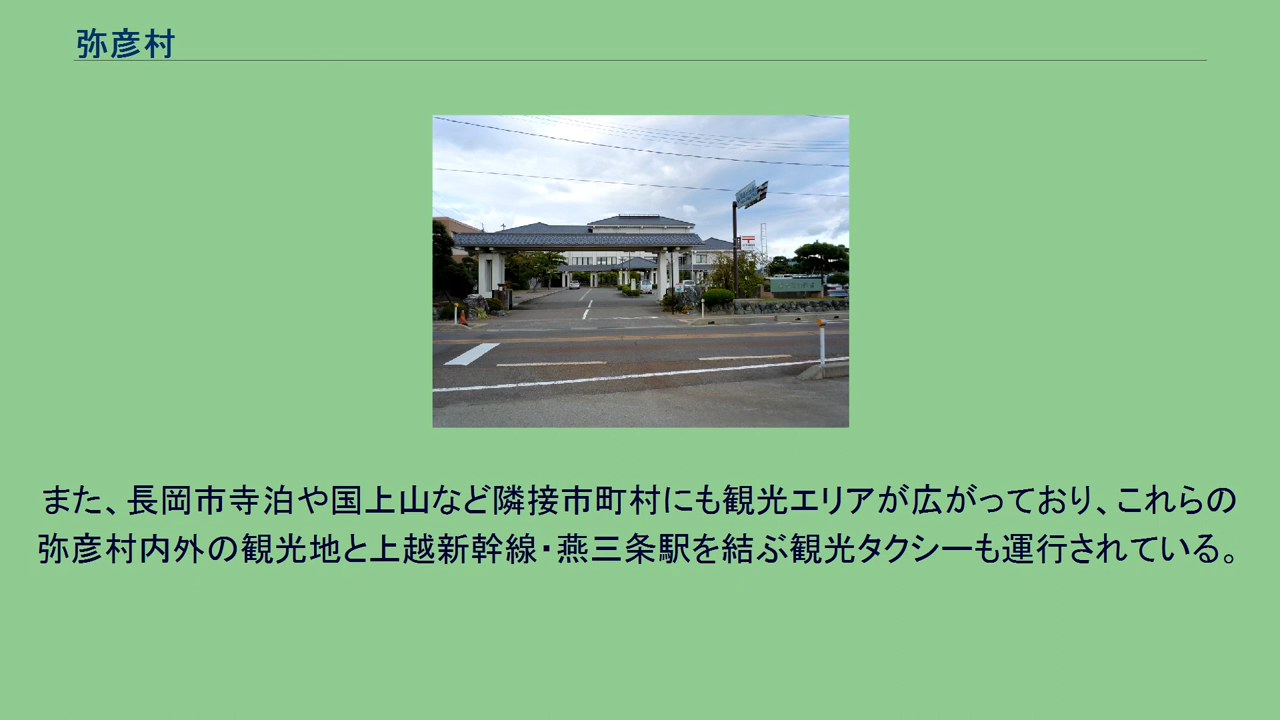 弥彦村
また、長岡市寺泊や国上山など隣接市町村にも観光エリアが広がっており、これらの
弥彦村内外の観光地と上越新幹線・燕三条駅を結ぶ観光タクシーも運行されている。